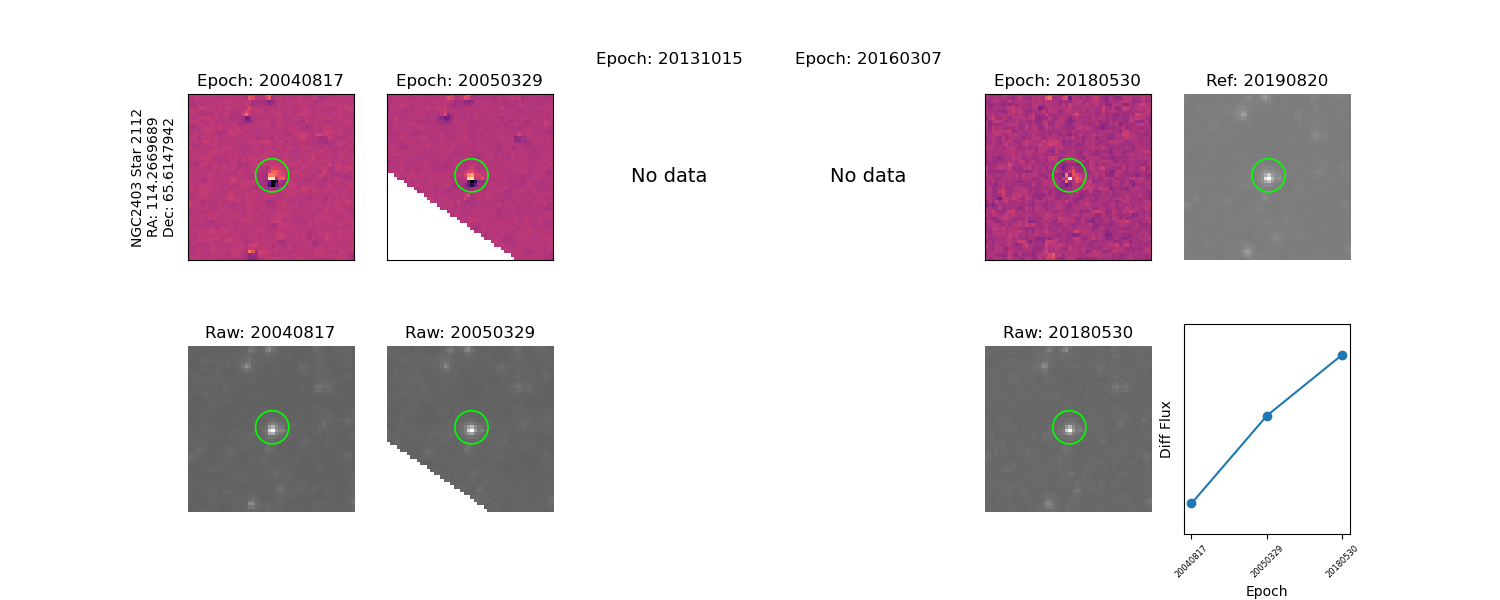 Epoch: 20131015
Epoch: 20160307
Epoch: 20040817
Epoch: 20050329
Epoch: 20180530
Ref: 20190820
NGC2403 Star 2112
RA: 114.2669689
Dec: 65.6147942
No data
No data
Raw: 20040817
Raw: 20050329
Raw: 20180530
Diff Flux
20040817
20050329
20180530
Epoch